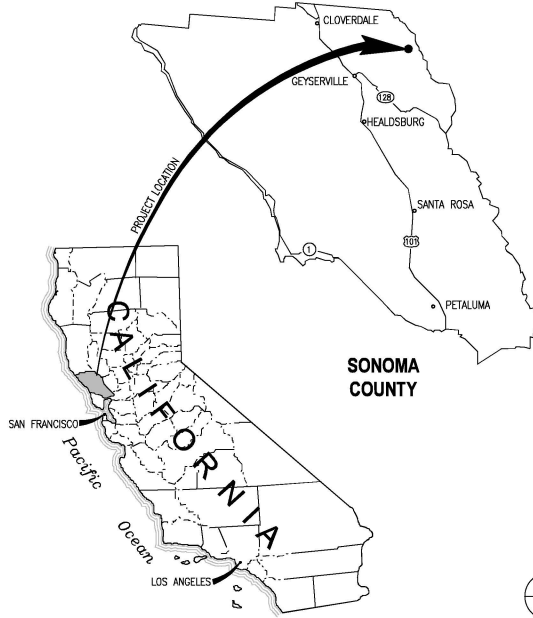 CLOVERDALE
GEYSERVILLE
128
HEALDSBURG
PROJECT LOCATION
SANTA ROSA
1
101
PETALUMA
SONOMA
COUNTY
CALIFORNIA
SAN FRANCISCO
Pacific
Ocean
LOS ANGELES